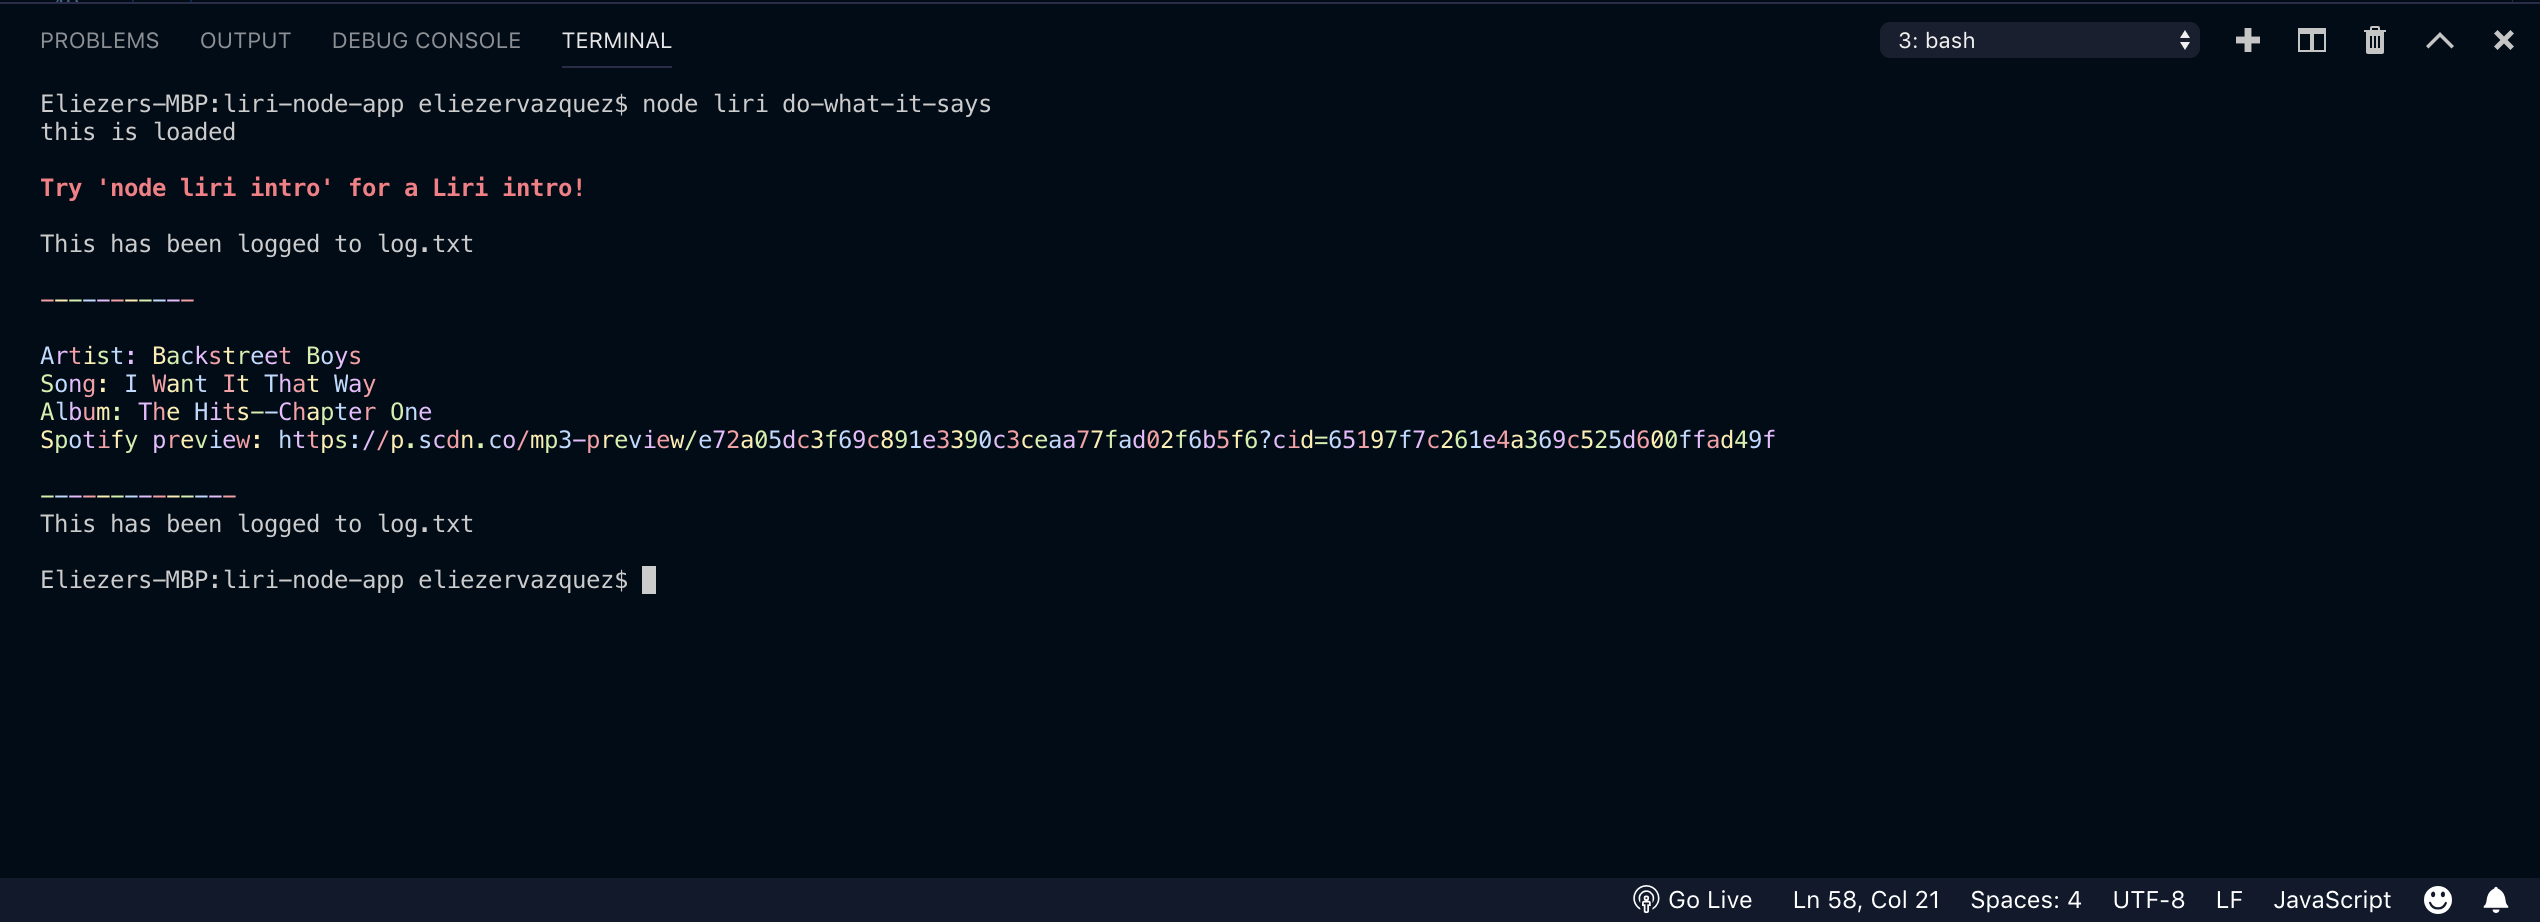 PROBLEMS OUTPUT DEBUG CONSOLE TERMINAL 3: bash
Eliezers-MBP:liri-node-app eliezervazquez$ node liri do-what-it-says
this is loaded
Try 'node liri intro' for a Liri intro!
This has been logged to log.txt
-----------
Artist: Backstreet Boys
Song: I Want It That Way
Album: The Hits--Chapter One
Spotify preview: https://p.scdn.co/mp3-preview/e72a05dc3f69c891e3390c3ceaa77fad02f6b5f6?cid=65197f7c261e4a369c525d600ffad49f
--------------
This has been logged to log.txt
Eliezers-MBP:liri-node-app eliezervazquez$
Go Live Ln 58, Col 21 Spaces: 4 UTF-8 LF JavaScript